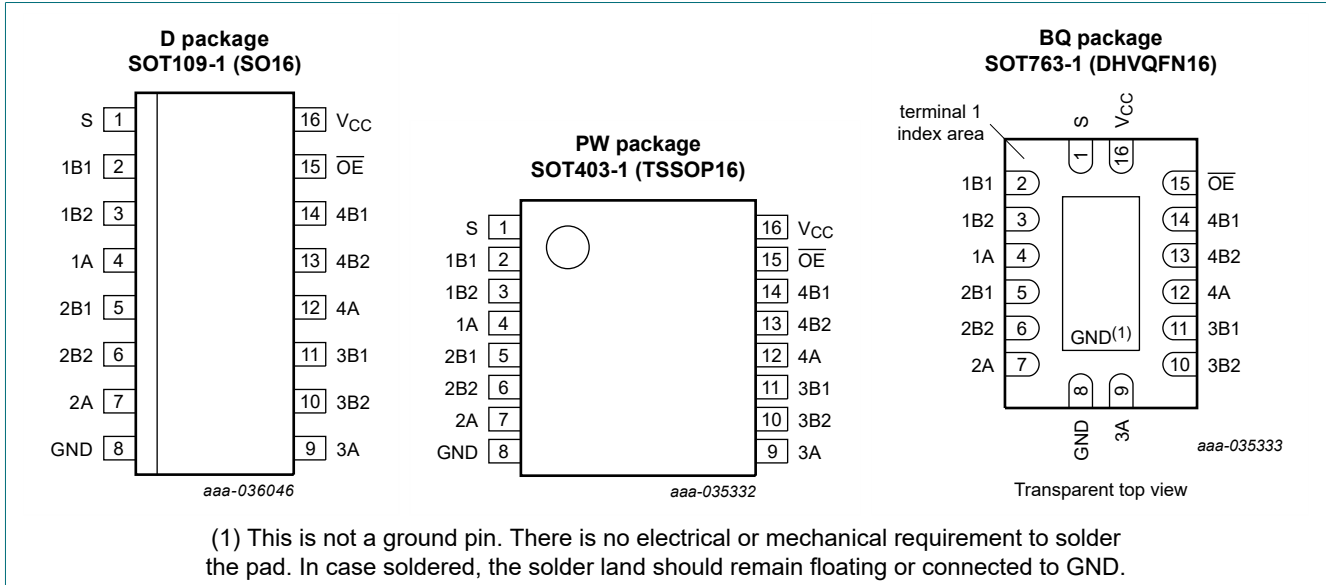 D package
SOT109-1 (SO16)
S 1 16 VCC
1B1 2 15 OE
1B2 3 14 4B1
1A 4 13 4B2
2B1 5 12 4A
2B2 6 11 3B1
2A 7 10 3B2
GND 8 9 3A
aaa-036046
PW package
SOT403-1 (TSSOP16)
S 1 16 VCC
1B1 2 15 OE
1B2 3 14 4B1
1A 4 13 4B2
2B1 5 12 4A
2B2 6 11 3B1
2A 7 10 3B2
GND 8 9 3A
aaa-035332
BQ package
SOT763-1 (DHVQFN16)
terminal 1
index area
S VCC
1 16
1B1 2 15 OE
1B2 3 14 4B1
1A 4 13 4B2
2B1 5 12 4A
2B2 6 11 3B1
GND(1)
2A 7 10 3B2
8 9
GND 3A
aaa-035333
Transparent top view
(1) This is not a ground pin. There is no electrical or mechanical requirement to solder
the pad. In case soldered, the solder land should remain floating or connected to GND.